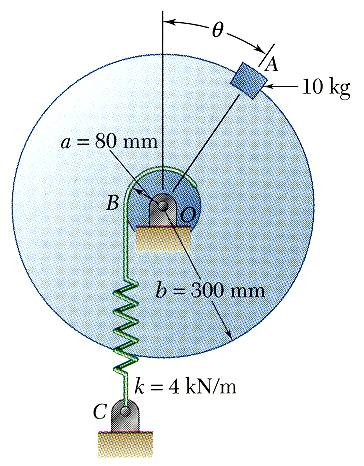 θ
A
10 kg
a = 80 mm
B
O
b = 300 mm
k = 4 kN/m
C